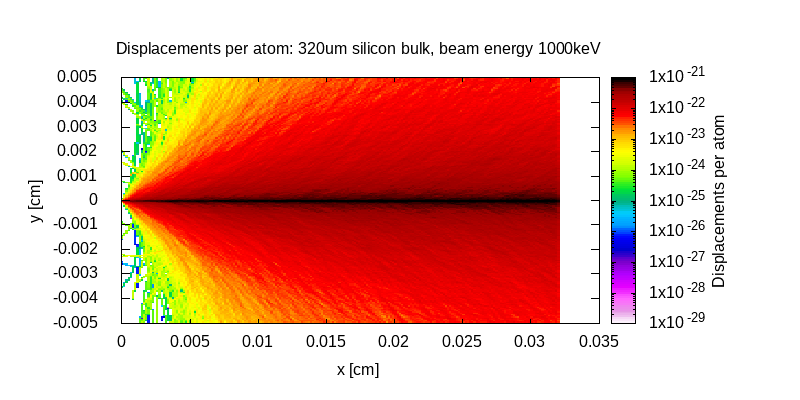 Displacements per atom: 320um silicon bulk, beam energy 1000keV
0.005
0.004
0.003
0.002
0.001
0
-0.001
-0.002
-0.003
-0.004
-0.005
y [cm]
0 0.005 0.01 0.015 0.02 0.025 0.03 0.035
x [cm]
1x10-21
1x10-22
1x10-23
1x10-24
1x10-25
1x10-26
1x10-27
1x10-28
1x10-29
Displacements per atom